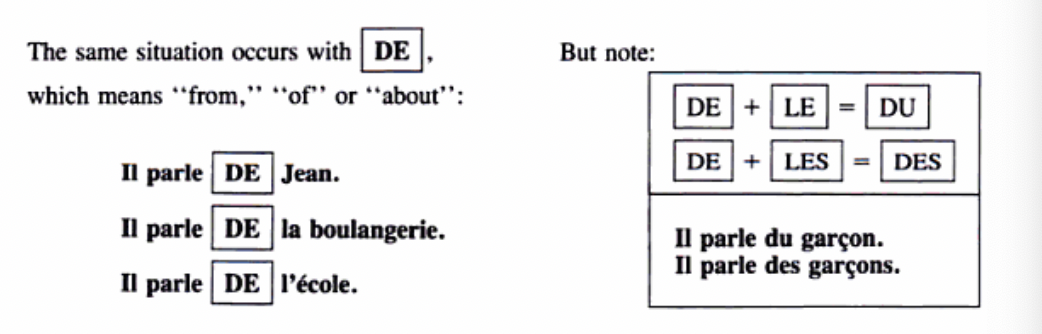 The same situation occurs with DE,
which means “from,” “of” or “about”:
Il parle DE Jean.
Il parle DE la boulangerie.
Il parle DE l’école.
But note:
DE + LE = DU
DE + LES = DES
Il parle du garçon.
Il parle des garçons.